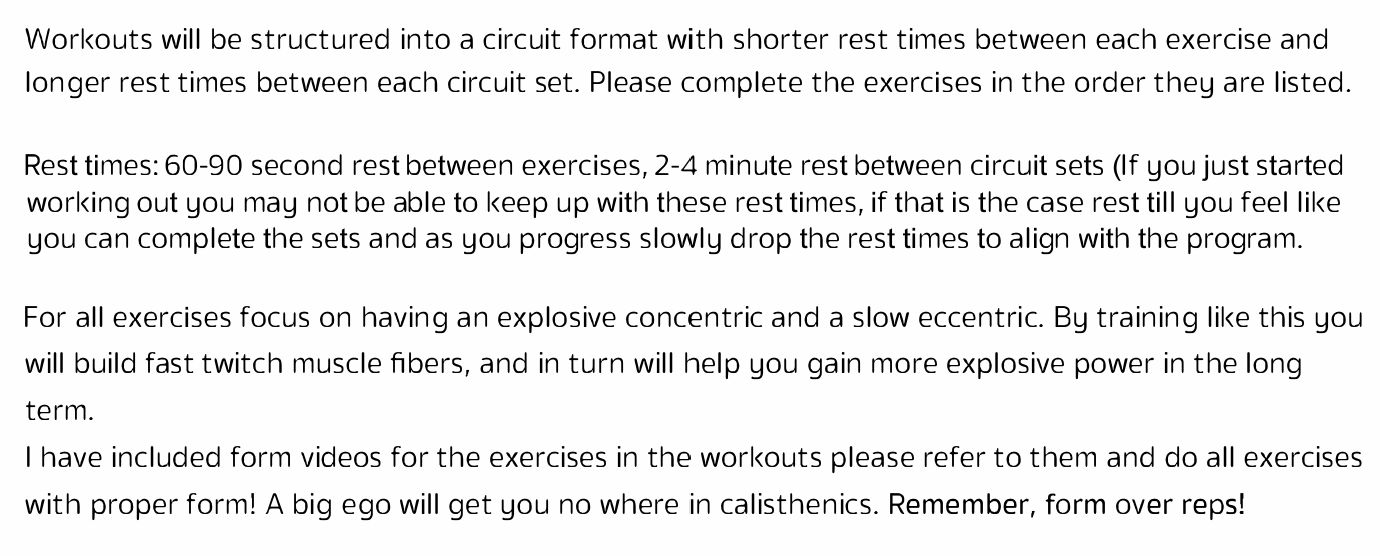 Workouts will be structured into a circuit format with shorter rest times between each exercise and
longer rest times between each circuit set. Please complete the exercises in the order they are listed.
Rest times: 60-90 second rest between exercises, 2-4 minute rest between circuit sets (If you just started
working out you may not be able to keep up with these rest times, if that is the case rest till you feel like
you can complete the sets and as you progress slowly drop the rest times to align with the program.
For all exercises focus on having an explosive concentric and a slow eccentric. By training like this you
will build fast twitch muscle fibers, and in turn will help you gain more explosive power in the long
term.
I have included form videos for the exercises in the workouts please refer to them and do all exercises
with proper form! A big ego will get you no where in calisthenics. Remember, form over reps!